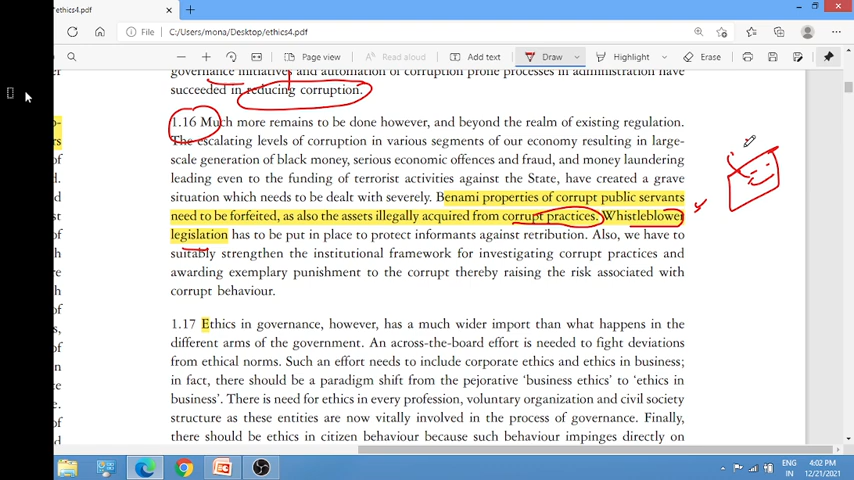 ethics4.pdf
File
C:/Users/mona/Desktop/ethics4.pdf
Page view
Read aloud
Add text
Draw
Highlight
Erase
governance initiatives and automation of corruption prone processes in administration have
succeeded in reducing corruption.
1.16 Much more remains to be done however, and beyond the realm of existing regulation.
The escalating levels of corruption in various segments of our economy resulting in large-
scale generation of black money, serious economic offences and fraud, and money laundering
leading even to the funding of terrorist activities against the State, have created a grave
situation which needs to be dealt with severely. Benami properties of corrupt public servants
need to be forfeited, as also the assets illegally acquired from corrupt practices. Whistleblower
legislation has to be put in place to protect informants against retribution. Also, we have to
suitably strengthen the institutional framework for investigating corrupt practices and
awarding exemplary punishment to the corrupt thereby raising the risk associated with
corrupt behaviour.
1.17 Ethics in governance, however, has a much wider import than what happens in the
different arms of the government. An across-the-board effort is needed to fight deviations
from ethical norms. Such an effort needs to include corporate ethics and ethics in business;
in fact, there should be a paradigm shift from the pejorative ‘business ethics’ to ‘ethics in
business’. There is need for ethics in every profession, voluntary organization and civil society
structure as these entities are now vitally involved in the process of governance. Finally,
there should be ethics in citizen behaviour because such behaviour impinges directly on
ENG
IN
4:02 PM
12/21/2021